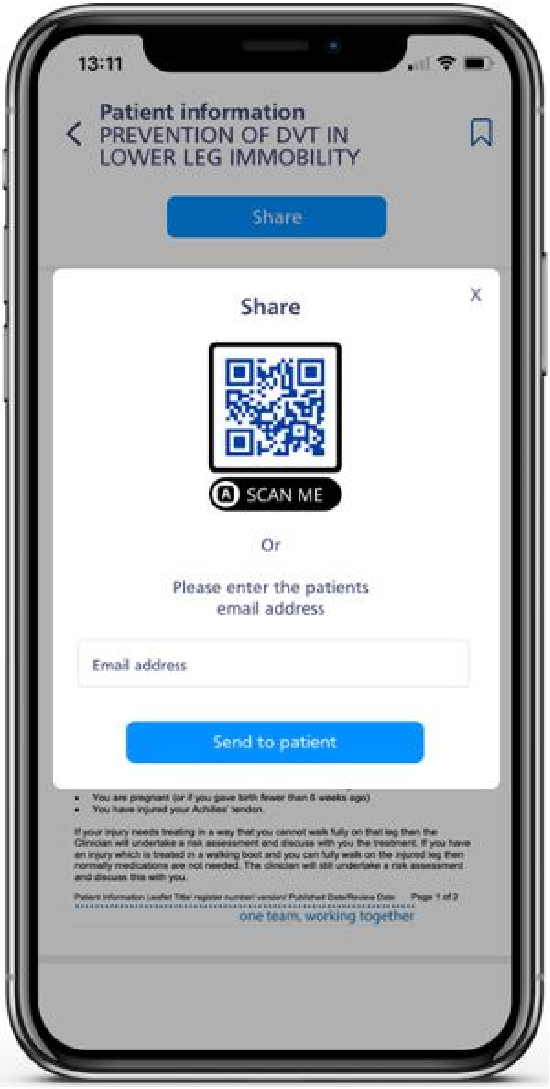 13:11
Patient information
PREVENTION OF DVT IN
LOWER LEG IMMOBILITY
Share
X
Share
A SCAN ME
Or
Please enter the patients
email address
Email address
Send to patient
• You are pregnant (or if you gave birth fewer than 6 weeks ago)
• You have injured your Achilles' tendon.
If your injury needs treating in a way that you cannot walk fully on that leg then the
Clinician will undertake a risk assessment and discuss with you the treatment. If you have
an injury which is treated in a walking boot and you can fully walk on the injured leg then
normally medications are not needed. The clinician will still undertake a risk assessment
and discuss this with you.
Patient Information Leaflet Title/ register number/ version/ Published Date/Review Date Page 1 of 2
one team, working together